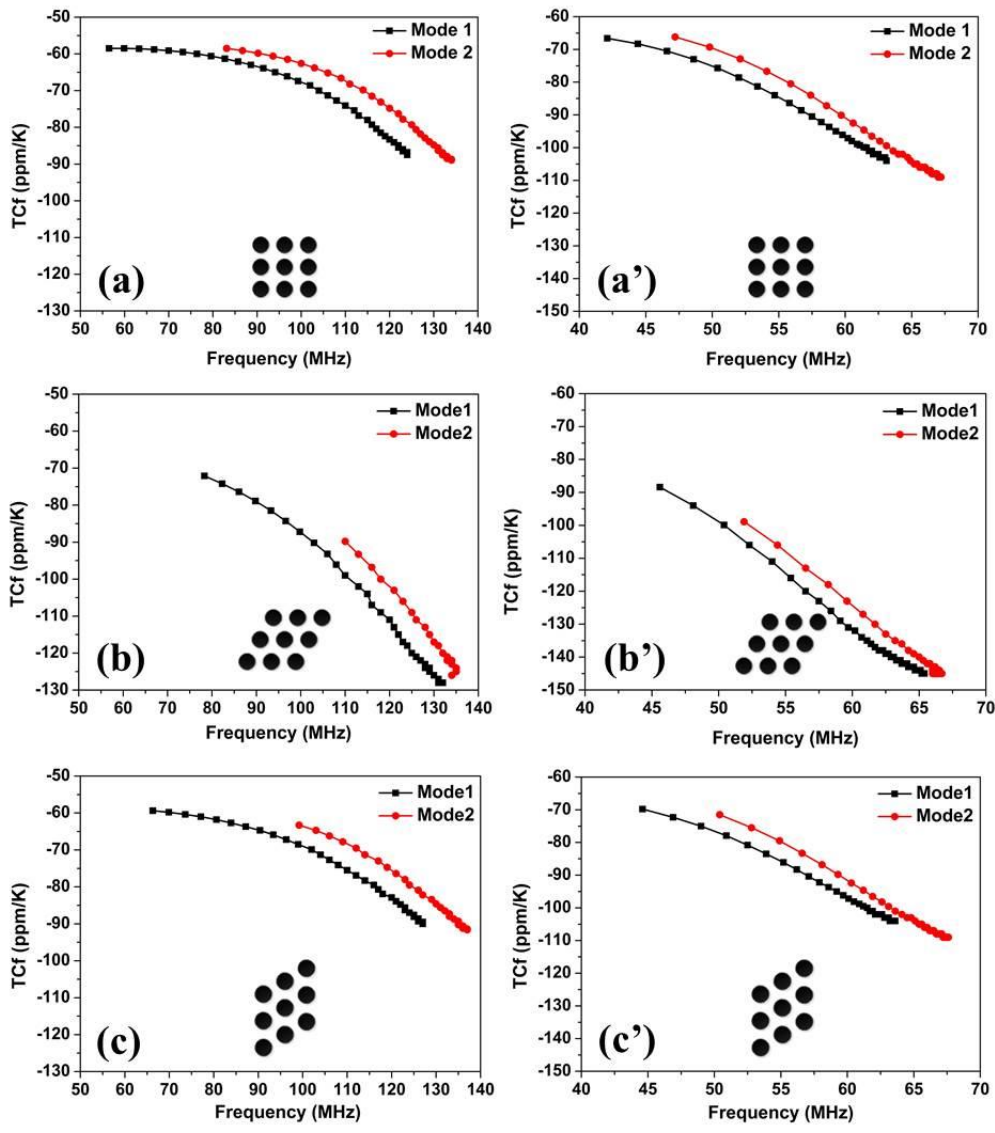 -50
-60
-70
-80
-90
-100
-110
-120
-130
TCf (ppm/K)
Mode 1
Mode 2
(a)
50 60 70 80 90 100 110 120 130 140
Frequency (MHz)
-50
-60
-70
-80
-90
-100
-110
-120
-130
-140
-150
TCf (ppm/K)
Mode 1
Mode 2
(a')
40 45 50 55 60 65 70
Frequency (MHz)
-50
-60
-70
-80
-90
-100
-110
-120
-130
TCf (ppm/K)
Mode1
Mode2
(b)
50 60 70 80 90 100 110 120 130 140
Frequency (MHz)
-60
-70
-80
-90
-100
-110
-120
-130
-140
-150
TCf (ppm/K)
Mode1
Mode2
(b')
40 45 50 55 60 65 70
Frequency (MHz)
-50
-60
-70
-80
-90
-100
-110
-120
-130
TCf (ppm/K)
Mode1
Mode2
(c)
50 60 70 80 90 100 110 120 130 140
Frequency (MHz)
-60
-70
-80
-90
-100
-110
-120
-130
-140
-150
TCf (ppm/K)
Mode1
Mode2
(c')
40 45 50 55 60 65 70
Frequency (MHz)